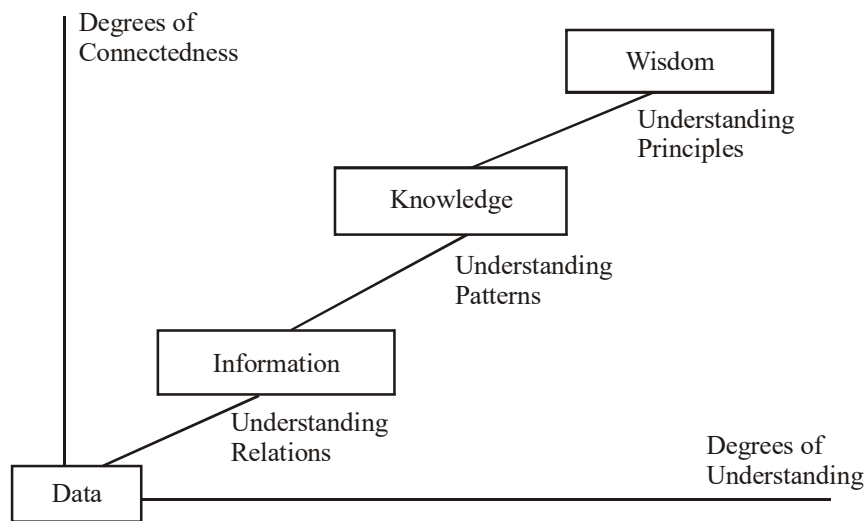 Degrees of
Connectedness
Wisdom
Understanding
Principles
Knowledge
Understanding
Patterns
Information
Understanding
Relations
Degrees of
Understanding
Data